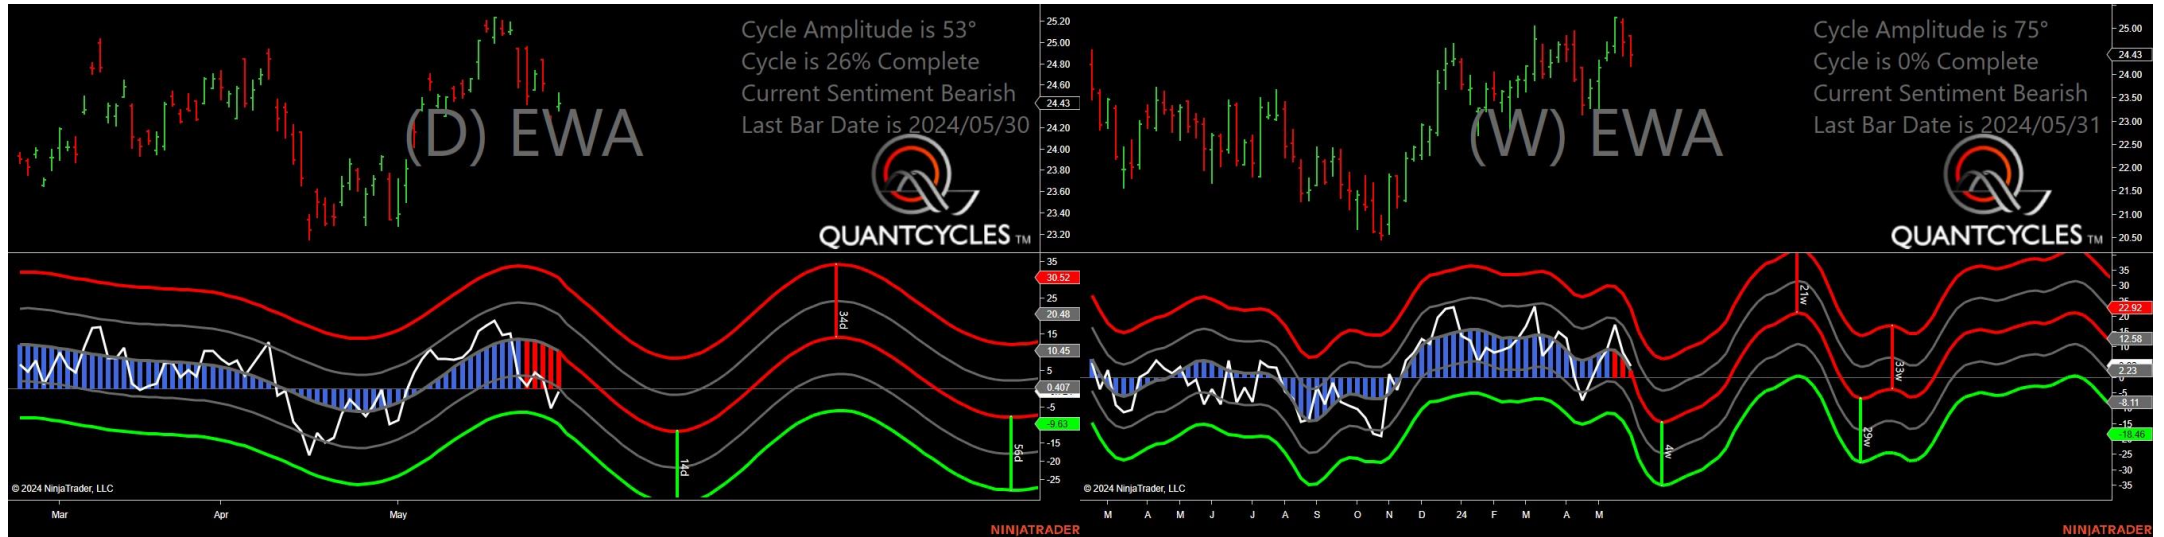 Cycle Amplitude is 53°
Cycle is 26% Complete
Current Sentiment Bearish
Last Bar Date is 2024/05/30
(D) EWA
QUANTCYCLES TM
25.20
25.00
24.80
24.60
24.43
24.20
24.00
23.80
23.60
23.40
23.20
35
30.52
25
20.48
15
10.45
5
0.407
-5
-9.63
-15
-20
-25
34d
14d
56d
© 2024 NinjaTrader, LLC
Mar Apr May
NINJATRADER
Cycle Amplitude is 75°
Cycle is 0% Complete
Current Sentiment Bearish
Last Bar Date is 2024/05/31
(W) EWA
QUANTCYCLES TM
25.00
24.43
24.00
23.50
23.00
22.50
22.00
21.50
21.00
20.50
35
30
25
22.92
20
12.58
10
2.23
-5
-8.11
-15
-18.46
-25
-30
-35
21w
33w
4w
29w
© 2024 NinjaTrader, LLC
M A M J J A S O N D 24 F M A M
NINJATRADER